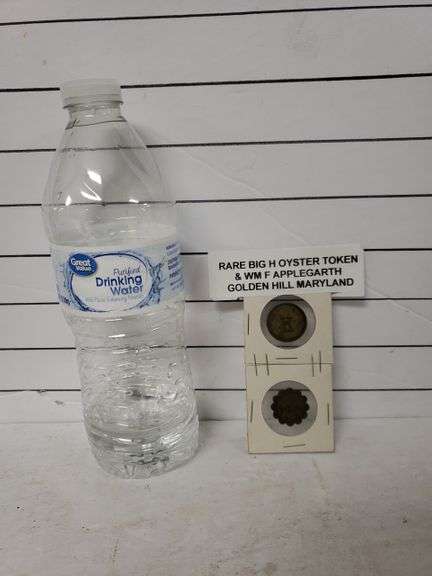 Great
Value
Purified
Drinking
Water
RARE BIG H OYSTER TOKEN
& WM F APPLEGARTH
GOLDEN HILL MARYLAND
H